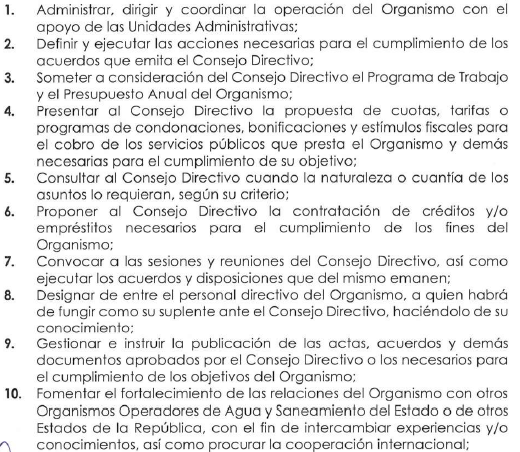 1. Administrar, dirigir y coordinar la operación del Organismo con el
apoyo de las Unidades Administrativas;
2. Definir y ejecutar las acciones necesarias para el cumplimiento de los
acuerdos que emita el Consejo Directivo;
3. Someter a consideración del Consejo Directivo el Programa de Trabajo
y el Presupuesto Anual del Organismo;
4. Presentar al Consejo Directivo la propuesta de cuotas, tarifas o
programas de condonaciones, bonificaciones y estímulos fiscales para
el cobro de los servicios públicos que presta el Organismo y demás
necesarias para el cumplimiento de su objetivo;
5. Consultar al Consejo Directivo cuando la naturaleza o cuantía de los
asuntos lo requieran, según su criterio;
6. Proponer al Consejo Directivo la contratación de créditos y/o
empréstitos necesarios para el cumplimiento de los fines del
Organismo;
7. Convocar a las sesiones y reuniones del Consejo Directivo, así como
ejecutar los acuerdos y disposiciones que del mismo emanen;
8. Designar de entre el personal directivo del Organismo, a quien habrá
de fungir como su suplente ante el Consejo Directivo, haciéndolo de su
conocimiento;
9. Gestionar e instruir la publicación de las actas, acuerdos y demás
documentos aprobados por el Consejo Directivo o los necesarios para
el cumplimiento de los objetivos del Organismo;
10. Fomentar el fortalecimiento de las relaciones del Organismo con otros
Organismos Operadores de Agua y Saneamiento del Estado o de otros
Estados de la República, con el fin de intercambiar experiencias y/o
conocimientos, así como procurar la cooperación internacional;